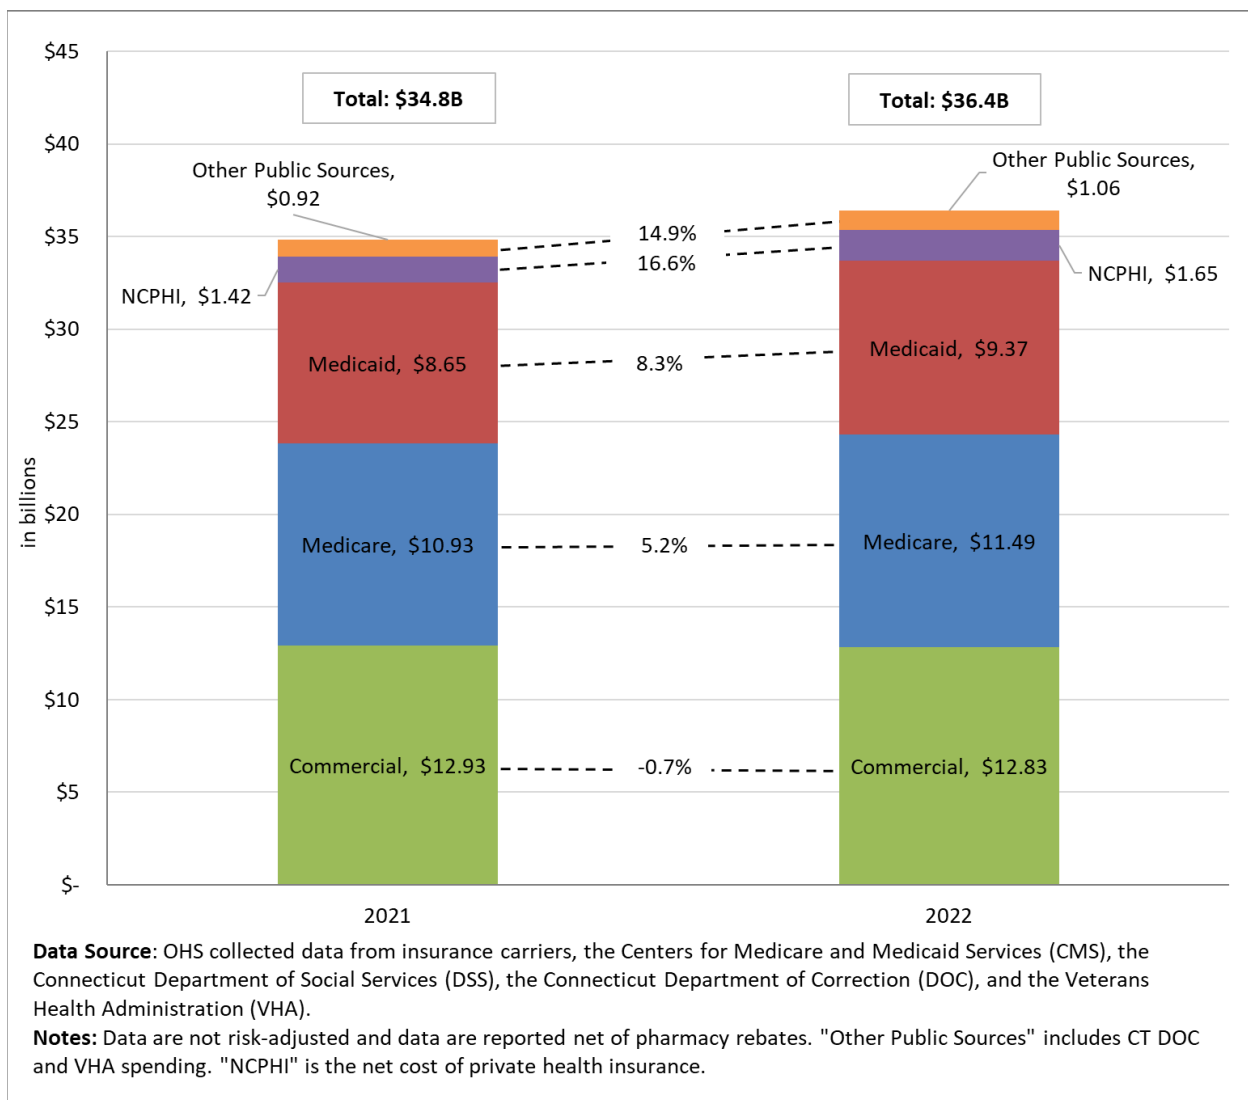 $45
$40
$35
$30
$25
$20
$15
$10
$5
$-
in billions
Total: $34.8B
Total: $36.4B
Other Public Sources,
$0.92
Other Public Sources,
$1.06
14.9%
16.6%
NCPHI, $1.42
NCPHI, $1.65
Medicaid, $8.65
8.3%
Medicaid, $9.37
Medicare, $10.93
5.2%
Medicare, $11.49
Commercial, $12.93
-0.7%
Commercial, $12.83
2021
2022
Data Source: OHS collected data from insurance carriers, the Centers for Medicare and Medicaid Services (CMS), the
Connecticut Department of Social Services (DSS), the Connecticut Department of Correction (DOC), and the Veterans
Health Administration (VHA).
Notes: Data are not risk-adjusted and data are reported net of pharmacy rebates. "Other Public Sources" includes CT DOC
and VHA spending. "NCPHI" is the net cost of private health insurance.